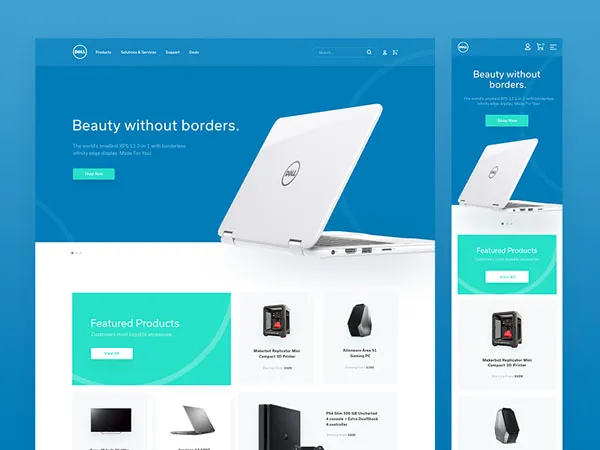 DELL
Products Solutions & Services Support Deals
Search...
Beauty without borders.
The world's smallest XPS 13 2-in-1 with borderless
infinity edge display. Made For You!
Shop Now
DELL
Featured Products
Customers most buyable accessories.
View All
Makerbot Replicator Mini
Compact 3D Printer
Starting From
Alienware Area 51
Gaming PC
Starting From
PS4 Slim 500 GB Uncharted
4 console + Extra DualShock
4 controller
DELL
Beauty without
borders.
The world's smallest XPS 13 2-in-1 with borderless
infinity edge display. Made For You!
Shop Now
DELL
Featured Products
Customers most buyable accessories.
View All
Makerbot Replicator Mini
Compact 3D Printer
Starting From